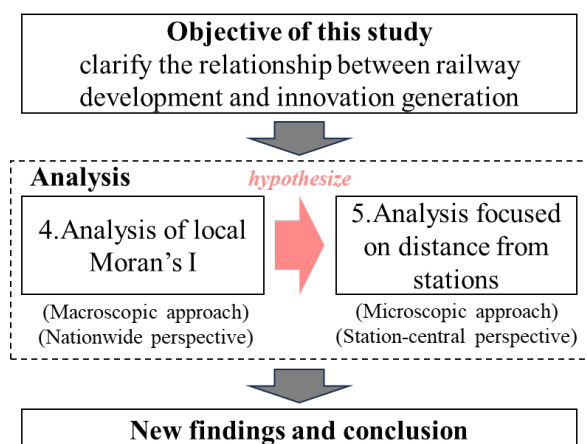 Objective of this study
clarify the relationship between railway
development and innovation generation
Analysis
hypothesize
4.Analysis of local
Moran's I
(Macroscopic approach)
(Nationwide perspective)
5.Analysis focused
on distance from
stations
(Microscopic approach)
(Station-central perspective)
New findings and conclusion